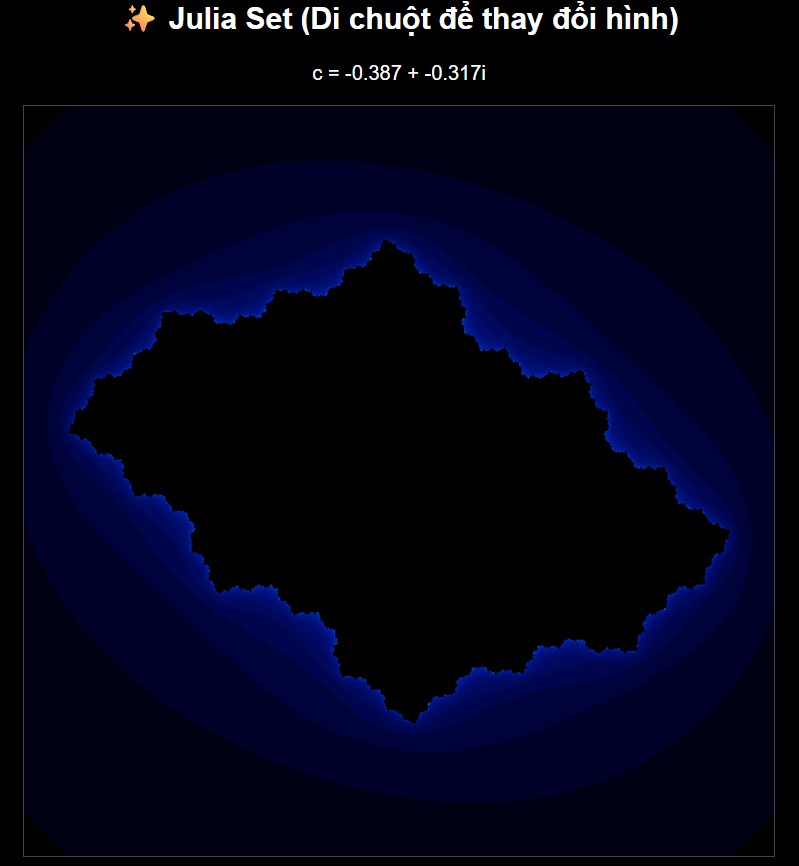 ✨ Julia Set (Di chuột để thay đổi hình)
c = -0.387 + -0.317i